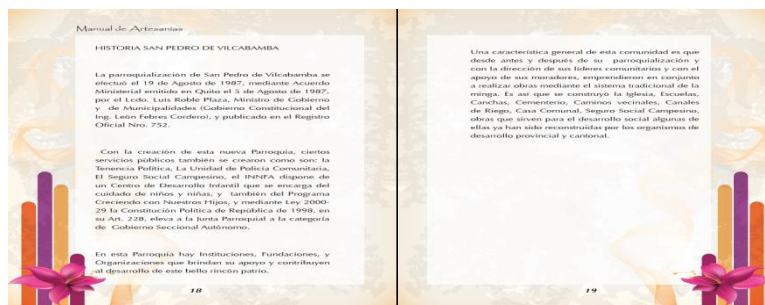 Manual de Artesanías
HISTORIA SAN PEDRO DE VILCABAMBA
La parroquialización de San Pedro de Vilcabamba se
efectuó el 19 de Agosto de 1987, mediante Acuerdo
Ministerial emitido en Quito el 5 de Agosto de 1987,
por el Lcdo. Luis Roble Plaza, Ministro de Gobierno
y de Municipalidades (Gobierno Constitucional del
Ing. León Febres Cordero), y publicado en el Registro
Oficial Nro. 752.
Con la creación de esta nueva Parroquia, ciertos
servicios públicos también se crearon como son: la
Tenencia Política, La Unidad de Policía Comunitaria,
El Seguro Social Campesino, el INNFA dispone de
un Centro de Desarrollo Infantil que se encarga del
cuidado de niños y niñas, y también del Programa
Creciendo con Nuestros Hijos, y mediante Ley 2000-
29 la Constitución Política de República de 1998, en
su Art. 228, eleva a la Junta Parroquial a la categoría
de Gobierno Seccional Autónomo.
En esta Parroquia hay Instituciones, Fundaciones, y
Organizaciones que brindan su apoyo y contribuyen
al desarrollo de este bello rincón patrio.
18
Una característica general de esta comunidad es que
desde antes y después de su parroquialización y
con la dirección de sus líderes comunitarios y con el
apoyo de sus moradores, emprendieron en conjunto
a realizar obras mediante el sistema tradicional de la
minga. Es así que se construyó la Iglesia, Escuelas,
Canchas, Cementerio, Caminos vecinales, Canales
de Riego, Casa Comunal, Seguro Social Campesino,
obras que sirven para el desarrollo social algunas de
ellas ya han sido reconstruidas por los organismos de
desarrollo provincial y cantonal.
19